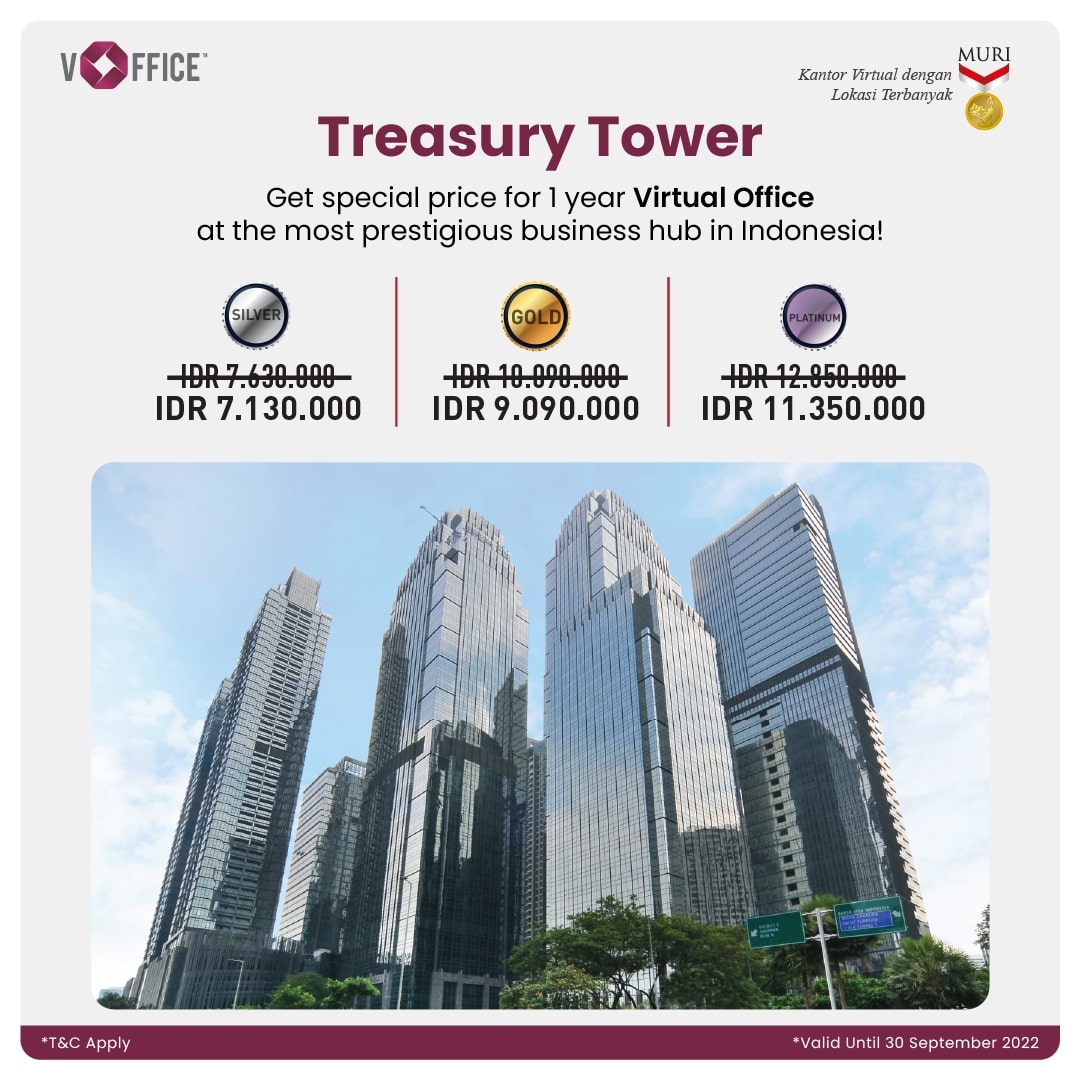 VOFFICE™
MURI
Kantor Virtual dengan
Lokasi Terbanyak
Treasury Tower
Get special price for 1 year Virtual Office
at the most prestigious business hub in Indonesia!
SILVER
IDR 7.630.000
IDR 7.130.000
GOLD
IDR 10.090.000
IDR 9.090.000
PLATINUM
IDR 12.850.000
IDR 11.350.000
*T&C Apply
*Valid Until 30 September 2022